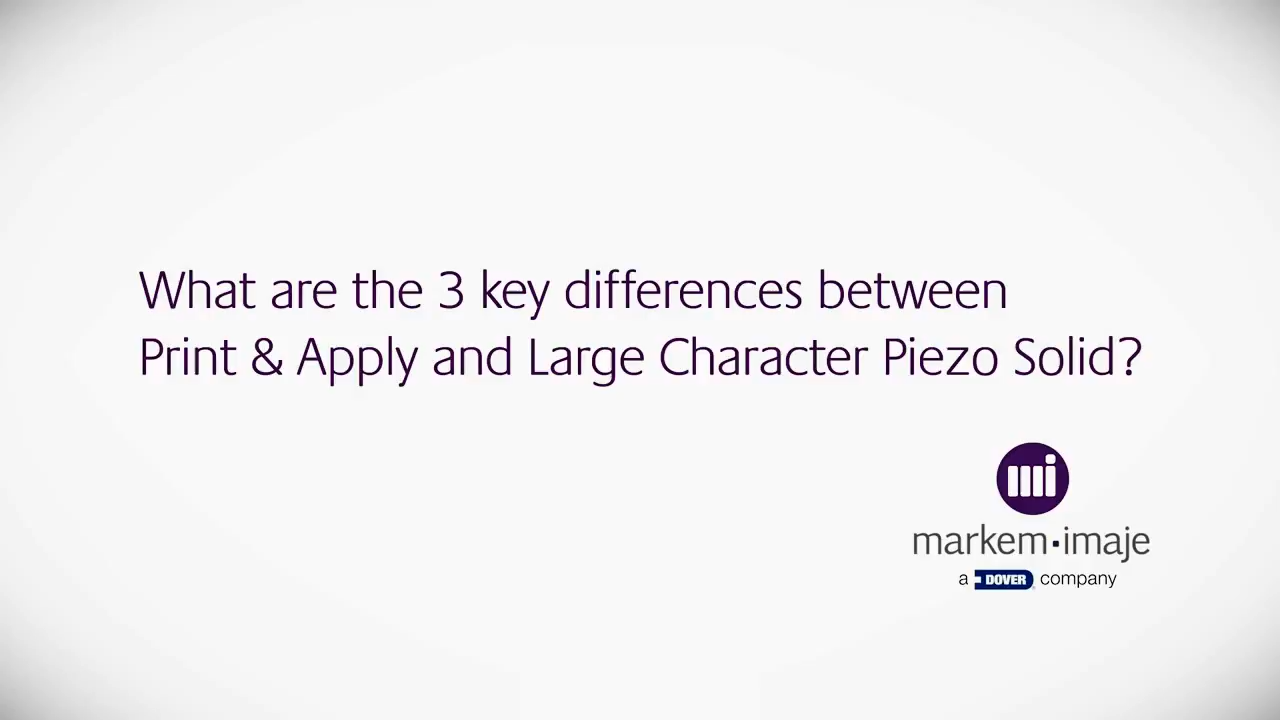 What are the 3 key differences between
Print & Apply and Large Character Piezo Solid?
mi
markem·imaje
a DOVER company